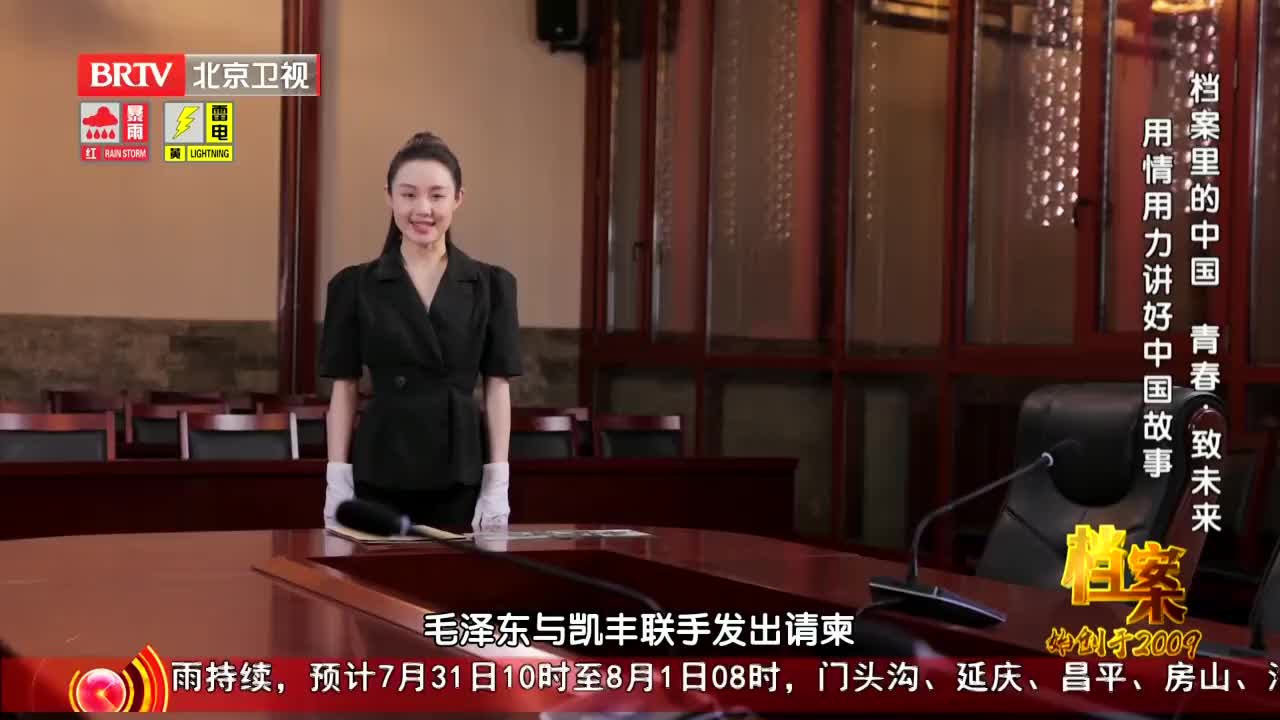 BRTV 北京卫视
暴雨
红 RAIN STORM
雷电
黄 LIGHTNING
档案里的中国 青春·致未来
用情用力讲好中国故事
档案
始创于2009
毛泽东与凯丰联手发出请柬
雨持续，预计7月31日10时至8月1日08时，门头沟、延庆、昌平、房山、